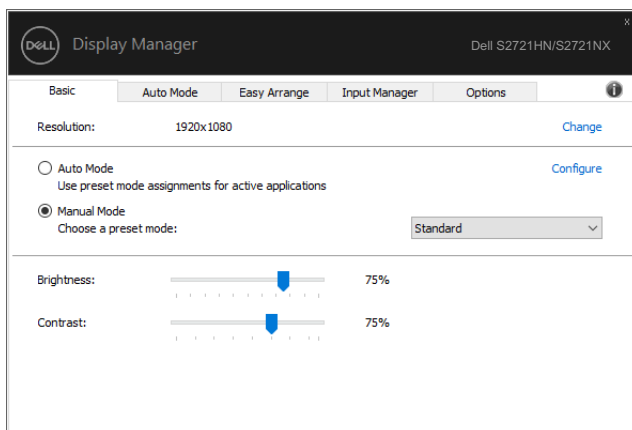 x
DELL Display Manager Dell S2721HN/S2721NX
Basic Auto Mode Easy Arrange Input Manager Options i
Resolution: 1920x1080 Change
Auto Mode Configure
Use preset mode assignments for active applications
Manual Mode
Choose a preset mode: Standard
Brightness: 75%
Contrast: 75%